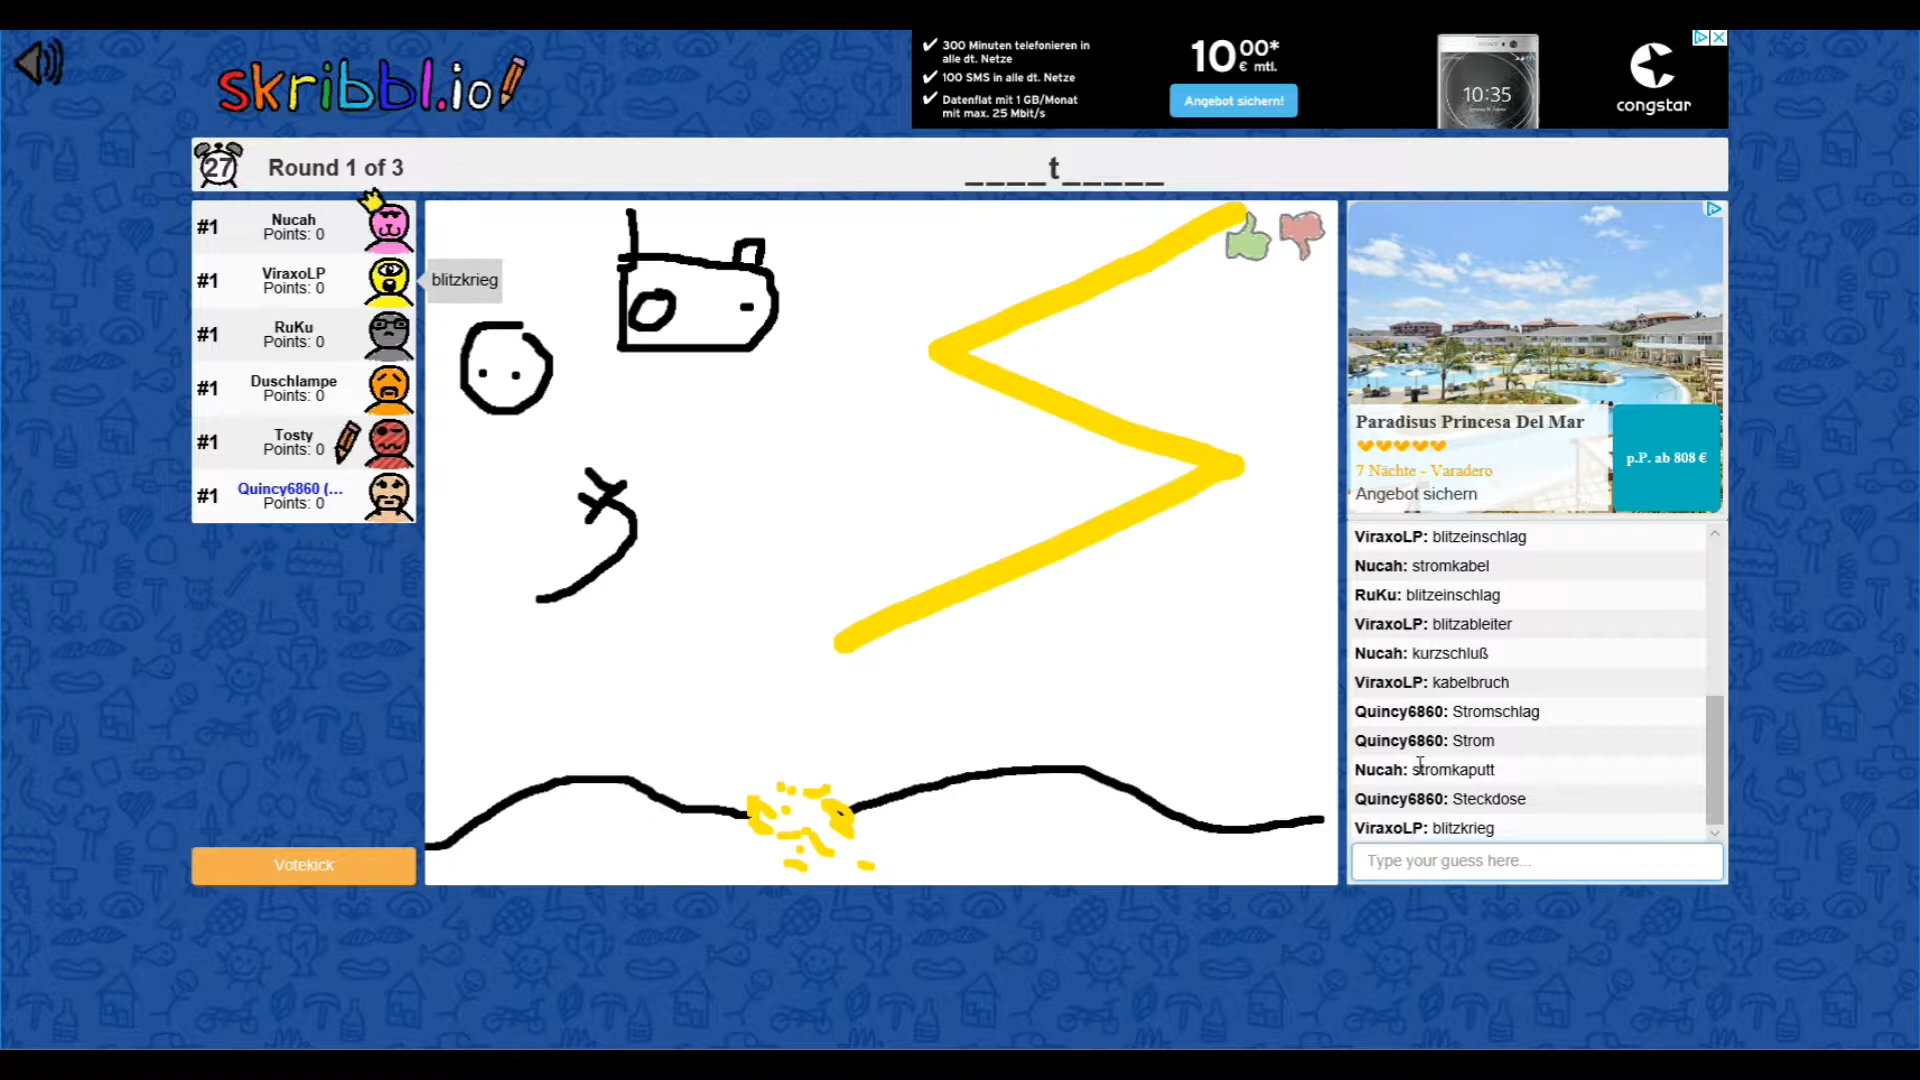 skribbl.io
✔ 300 Minuten telefonieren in
alle dt. Netze
✔ 100 SMS in alle dt. Netze
✔ Datenflat mit 1 GB/Monat
mit max. 25 Mbit/s
10 00*
€ mtl.
Angebot sichern!
10:35
congstar
27
Round 1 of 3
____t_____
#1 Nucah
Points: 0
#1 ViraxoLP
Points: 0
blitzkrieg
#1 RuKu
Points: 0
#1 Duschlampe
Points: 0
#1 Tosty
Points: 0
#1 Quincy6860 (...
Points: 0
Votekick
Paradisus Princesa Del Mar
7 Nächte - Varadero
Angebot sichern
p.P. ab 808 €
ViraxoLP: blitzeinschlag
Nucah: stromkabel
RuKu: blitzeinschlag
ViraxoLP: blitzableiter
Nucah: kurzschluß
ViraxoLP: kabelbruch
Quincy6860: Stromschlag
Quincy6860: Strom
Nucah: stromkaputt
Quincy6860: Steckdose
ViraxoLP: blitzkrieg
Type your guess here...